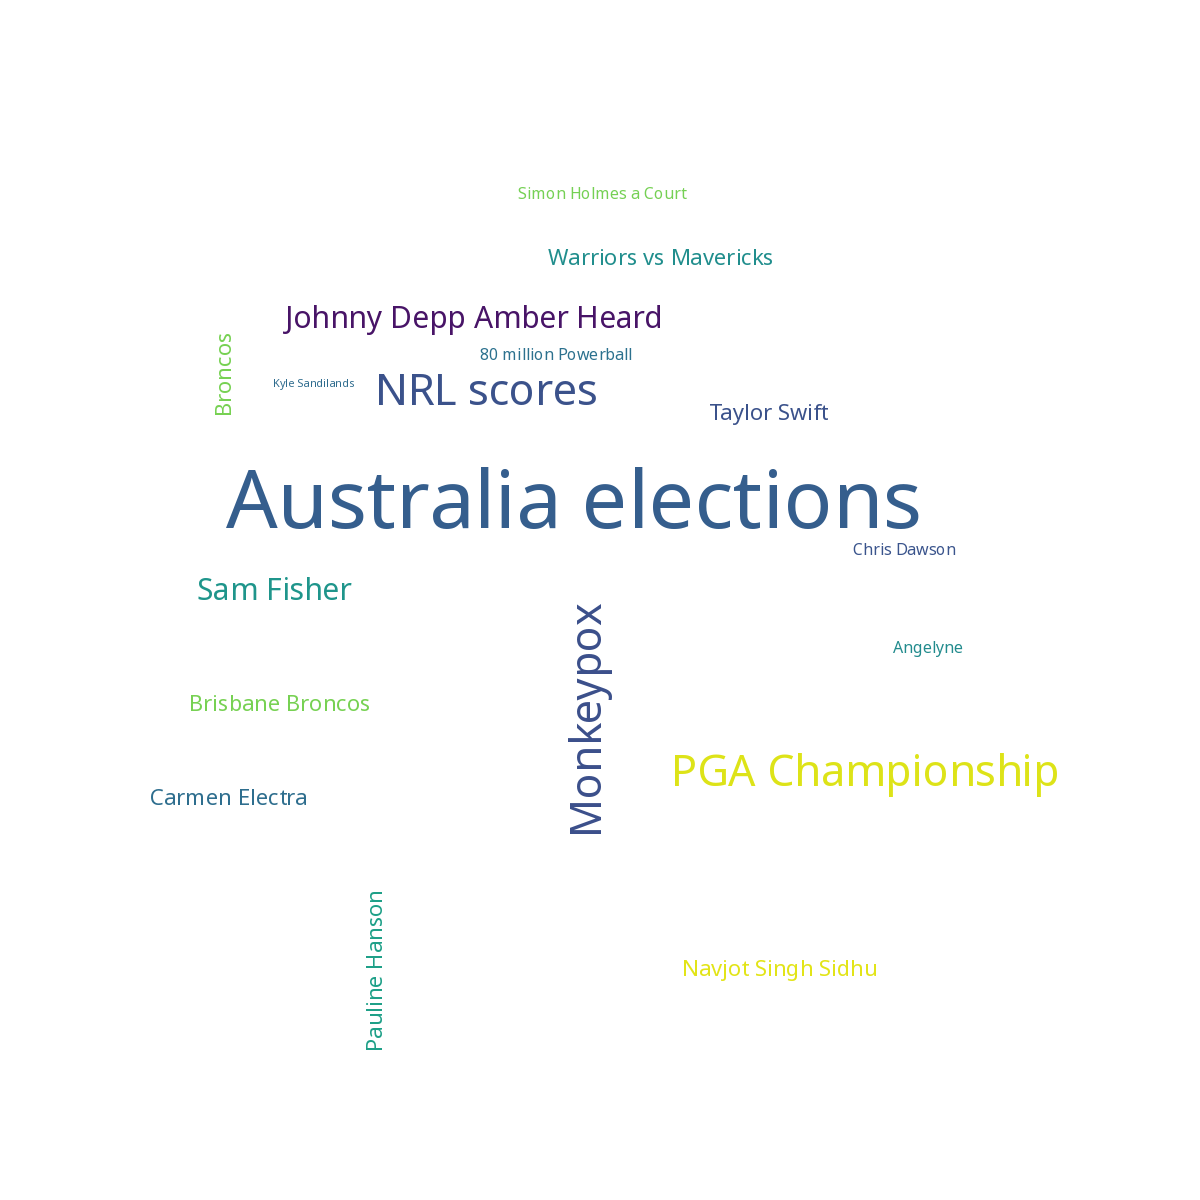 Simon Holmes a Court
Warriors vs Mavericks
Johnny Depp Amber Heard
Broncos
80 million Powerball
Kyle Sandilands
NRL scores
Taylor Swift
Australia elections
Chris Dawson
Sam Fisher
Monkeypox
Angelyne
Brisbane Broncos
PGA Championship
Carmen Electra
Pauline Hanson
Navjot Singh Sidhu